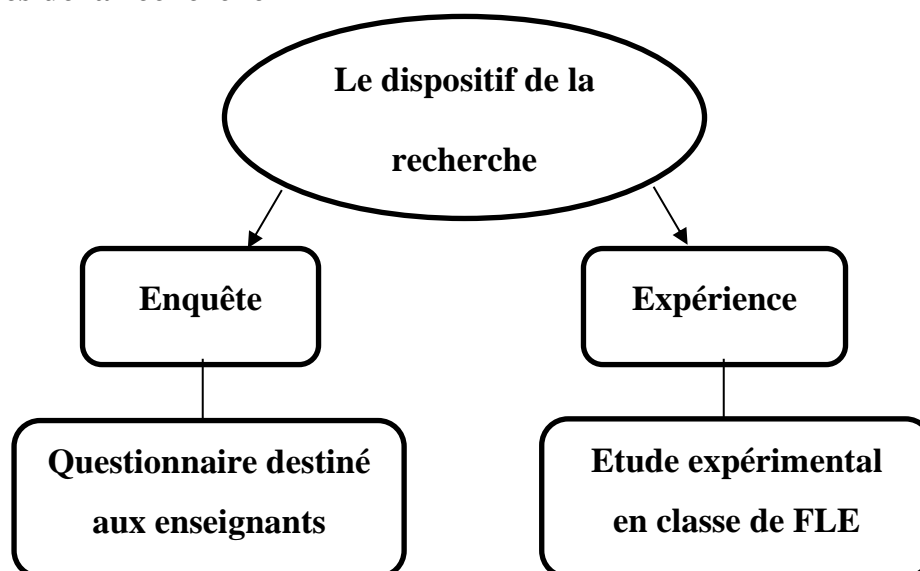 Le dispositif de la
recherche
Enquête
Expérience
Questionnaire destiné
aux enseignants
Etude expérimental
en classe de FLE